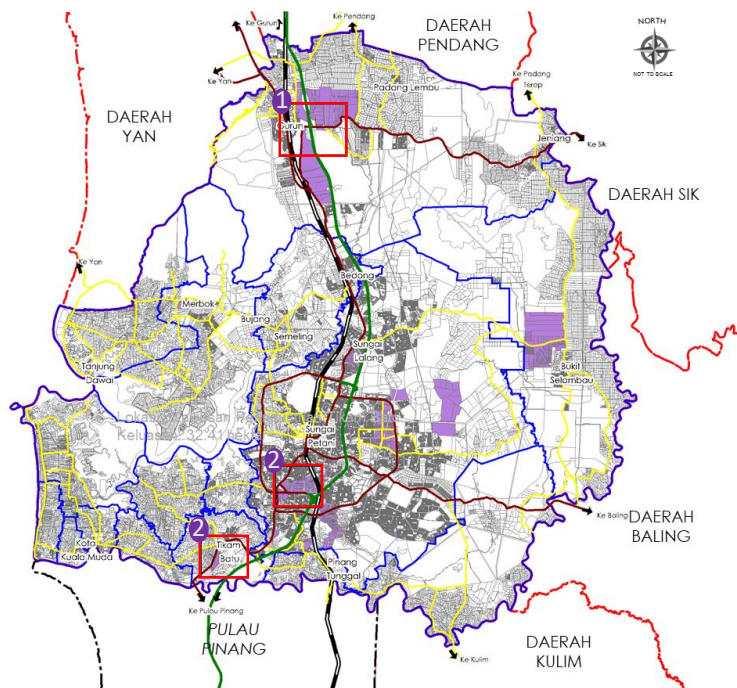 Ke Gurun
Ke Pendang
DAERAH
PENDANG
NORTH
NOT TO SCALE
Ke Yan
Padang Lembu
Ke Padang
Terap
1
DAERAH
YAN
Gurun
Jeniang
Ke Sik
DAERAH SIK
Ke Yan
Bedong
Merbok
Bujang
Semeling
Sungai
Lalang
Tanjung
Dawai
Bukit
Selambau
Sungai
Petani
2
Ke Baling
DAERAH
BALING
2
Kota
Kuala Muda
Tikam
Batu
Pinang
Tunggal
Ke Pulau Pinang
PULAU
PINANG
DAERAH
KULIM
Ke Kulim